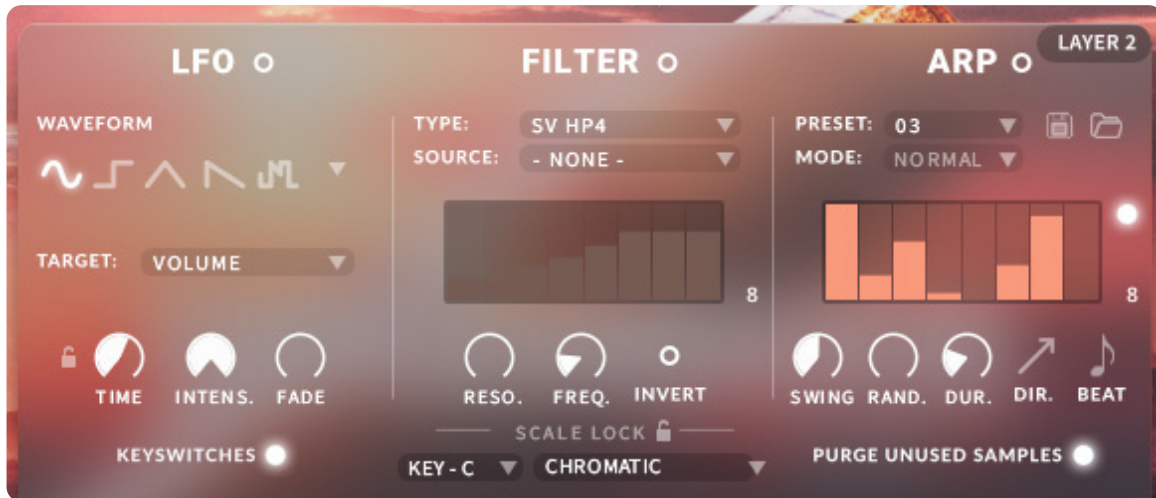 LAYER 2
LFO
FILTER
ARP
WAVEFORM
TARGET: VOLUME
TIME INTENS. FADE
KEYSWITCHES
TYPE: SV HP4
SOURCE: - NONE -
8
RESO. FREQ. INVERT
SCALE LOCK
KEY - C CHROMATIC
PRESET: 03
MODE: NORMAL
8
SWING RAND. DUR. DIR. BEAT
PURGE UNUSED SAMPLES